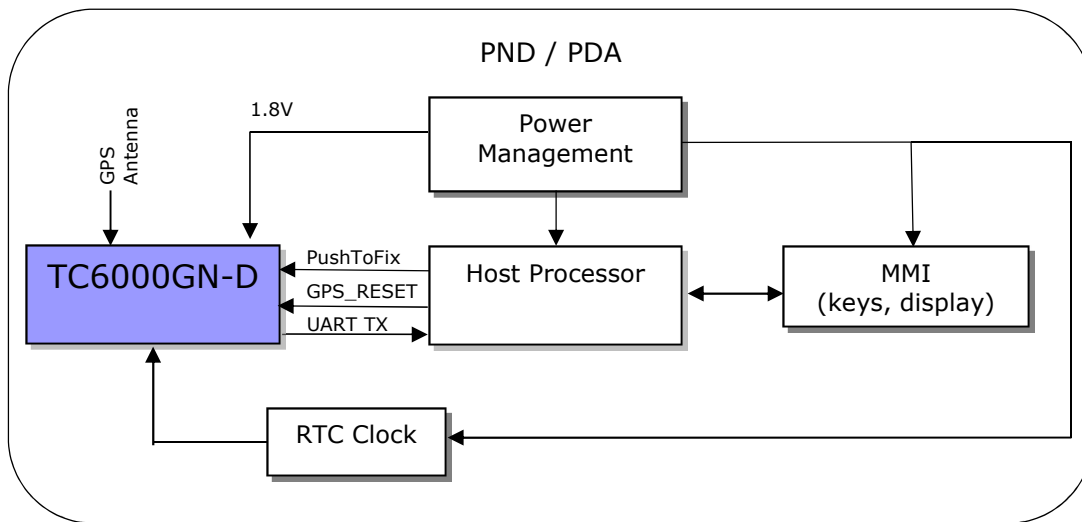 PND / PDA
1.8V
Power
Management
GPS
Antenna
TC6000GN-D
PushToFix
GPS_RESET
UART TX
Host Processor
MMI
(keys, display)
RTC Clock